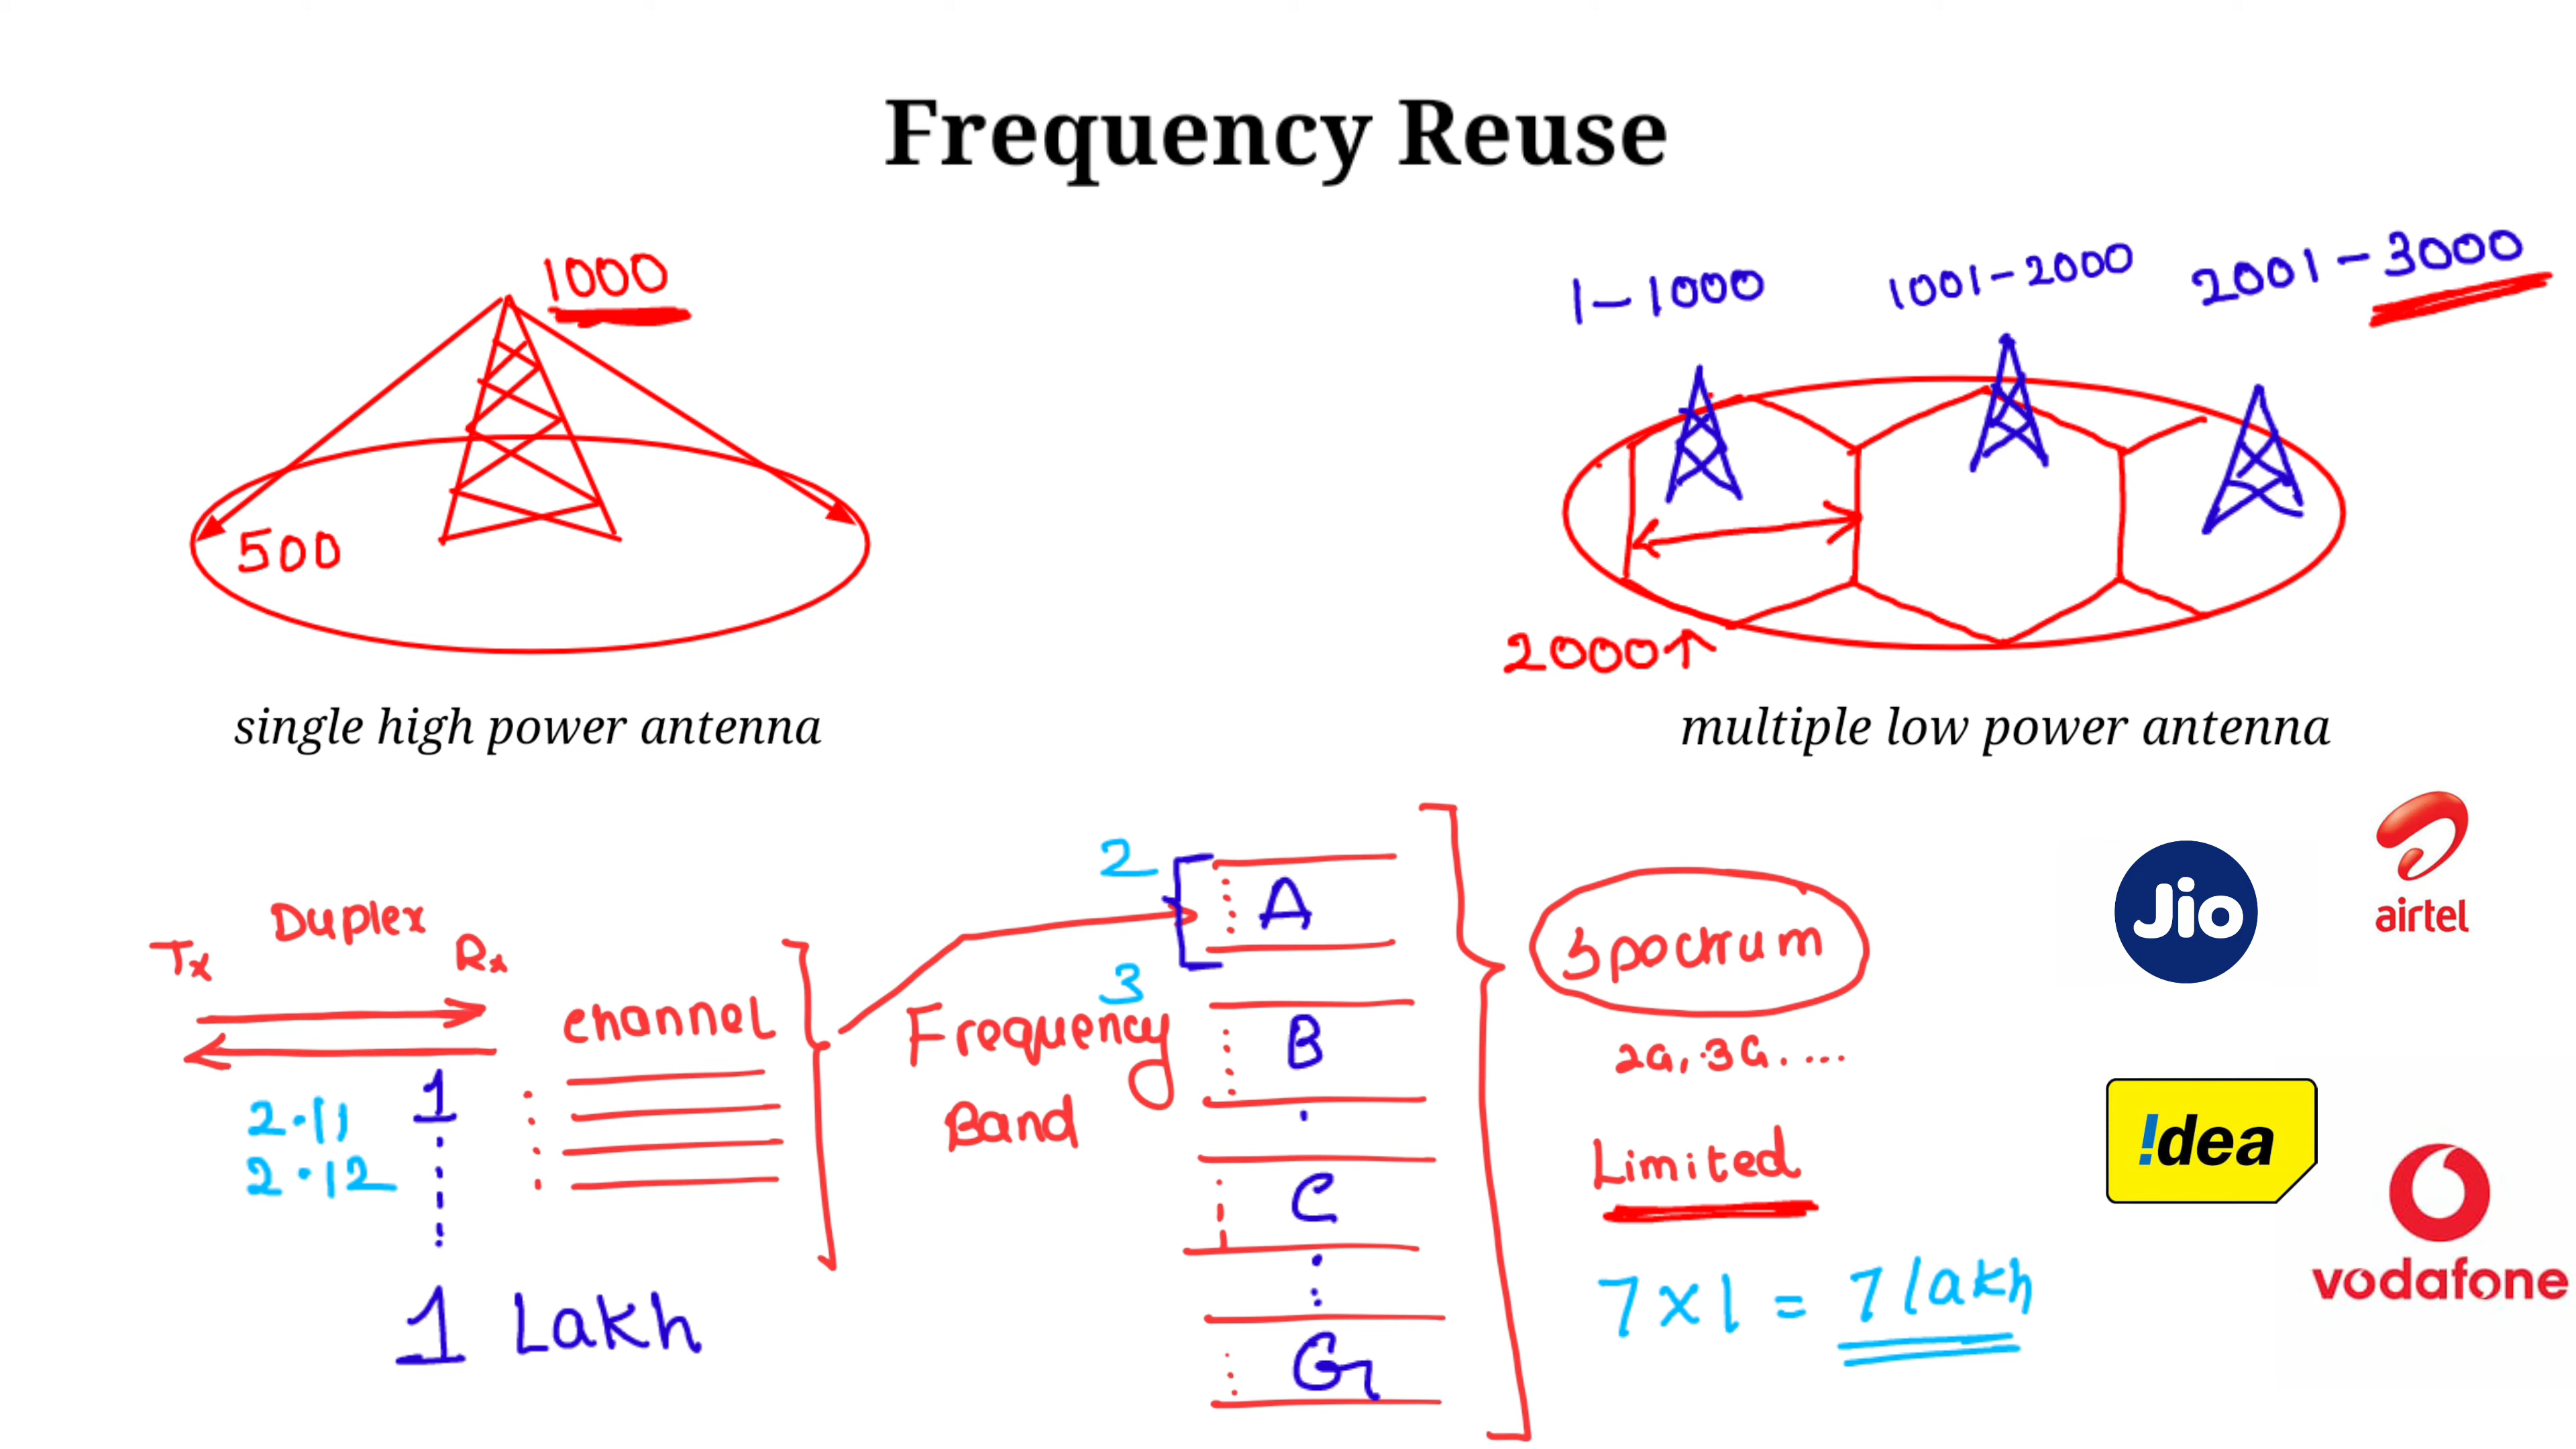 Frequency Reuse
1000
500
single high power antenna
1-1000
1001-2000
2001-3000
2000↑
multiple low power antenna
Duplex
Tx
Rx
channel
2.11
2.12
1
1 Lakh
Frequency
Band
2
3
A
B
C
G
Spectrum
2G, 3G....
Limited
7x1 = 7 lakh
Jio
airtel
!dea
vodafone